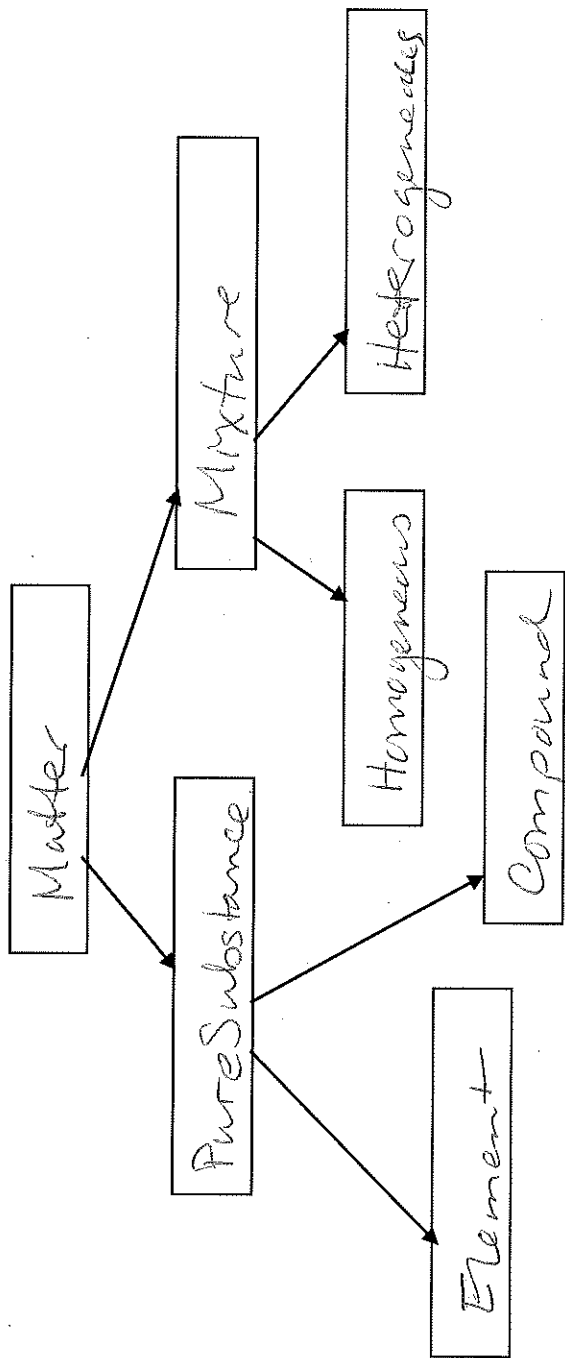 Matter
Pure Substance
Mixture
Homogeneous
Heterogeneous
Element
Compound